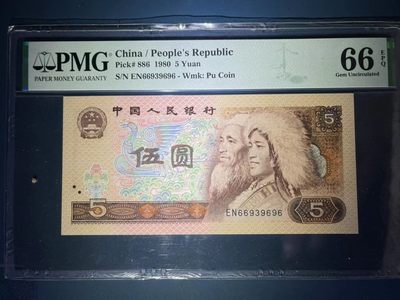 PMG
PAPER MONEY GUARANTY
China / People's Republic
Pick# 886 1980 5 Yuan
S/N EN66939696 - Wmk: Pu Coin
66 EPQ
Gem Uncirculated
中国人民银行
5
伍圆
EN66939696
5
5